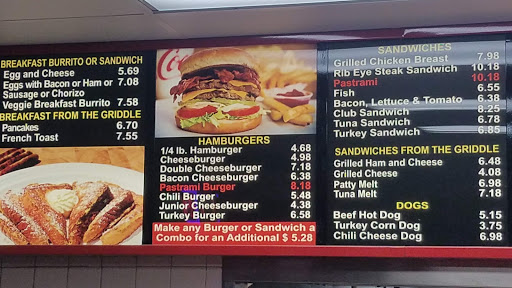 BREAKFAST BURRITO OR SANDWICH
Egg and Cheese 5.69
Eggs with Bacon or Ham or 7.08
Sausage or Chorizo
Veggie Breakfast Burrito 7.58
BREAKFAST FROM THE GRIDDLE
Pancakes 6.70
French Toast 7.55
HAMBURGERS
1/4 lb. Hamburger 4.68
Cheeseburger 4.98
Double Cheeseburger 7.18
Bacon Cheeseburger 6.38
Pastrami Burger 8.18
Chili Burger 5.48
Junior Cheeseburger 4.38
Turkey Burger 6.58
Make any Burger or Sandwich a
Combo for an Additional $ 5.28
SANDWICHES
Grilled Chicken Breast 7.98
Rib Eye Steak Sandwich 10.18
Pastrami 10.18
Fish 6.55
Bacon, Lettuce & Tomato 6.38
Club Sandwich 8.25
Tuna Sandwich 6.78
Turkey Sandwich 6.85
SANDWICHES FROM THE GRIDDLE
Grilled Ham and Cheese 6.48
Grilled Cheese 4.08
Patty Melt 6.98
Tuna Melt 7.18
DOGS
Beef Hot Dog 5.15
Turkey Corn Dog 3.75
Chili Cheese Dog 6.98